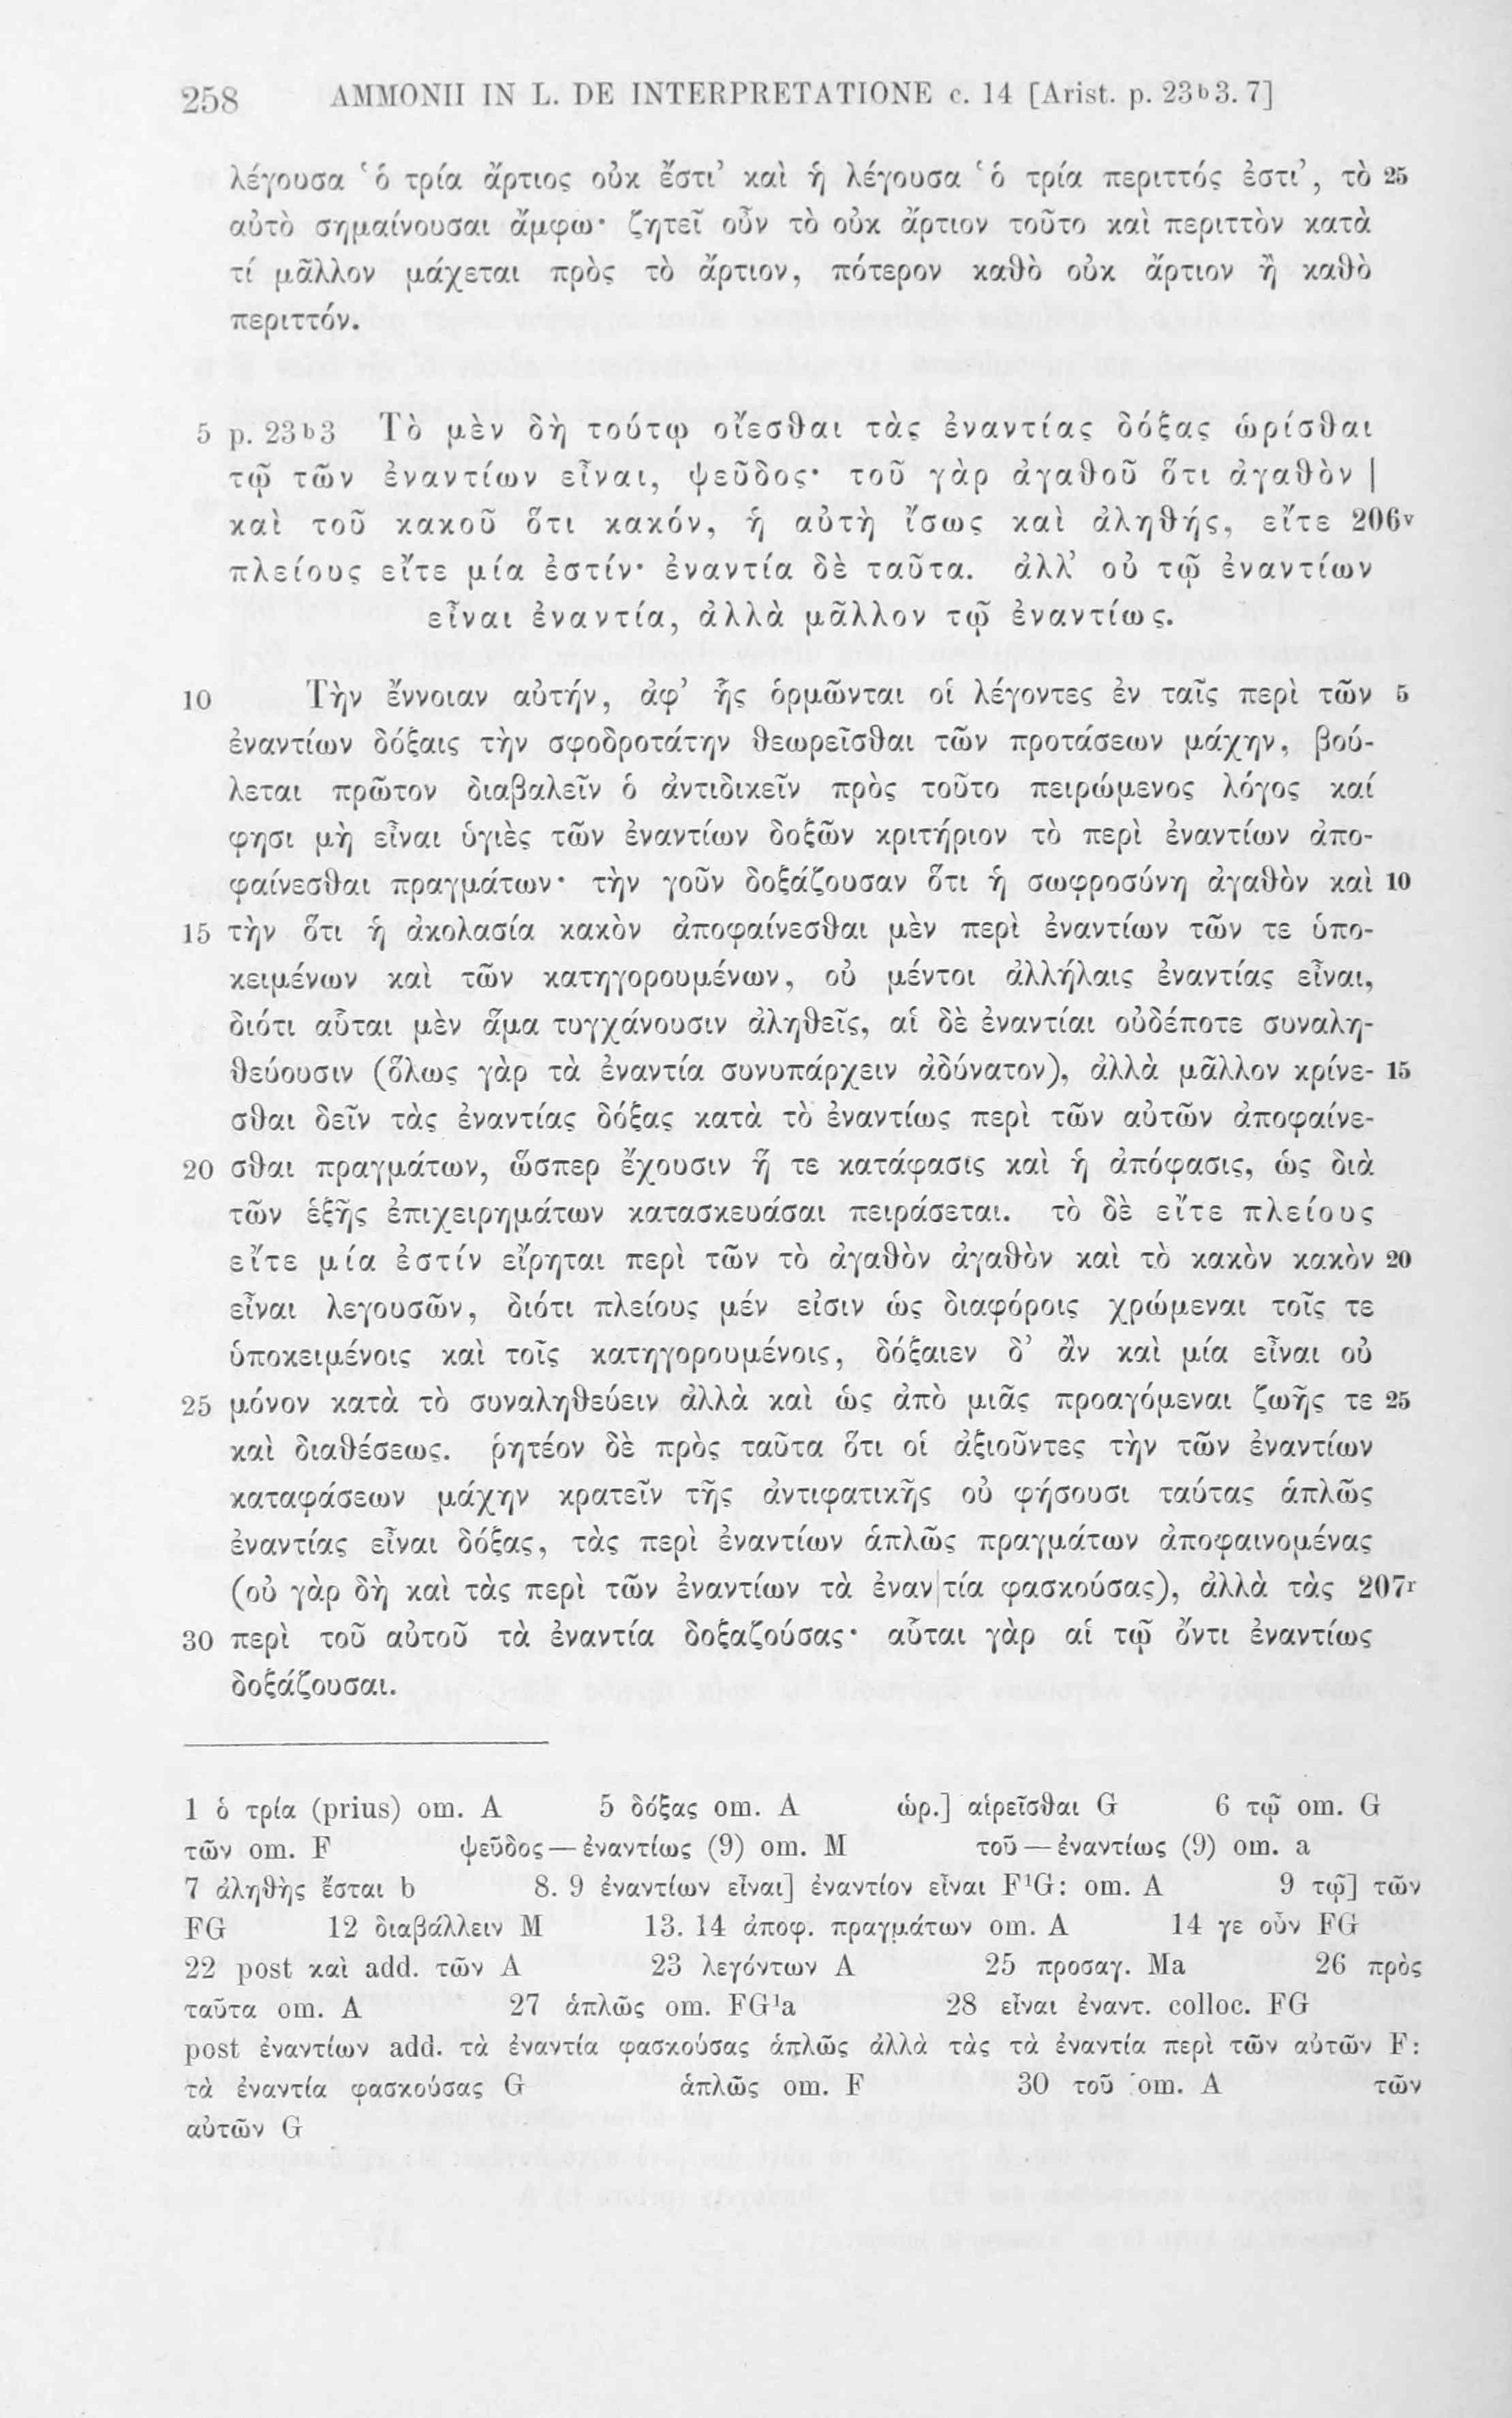 258 AMMONII IN L. DE INTERPRETATIONE c. 14 [Arist. p. 23b3. 7]
λέγουσα ‘ὁ τρία ἄρτιος οὐκ ἔστι’ καὶ ἡ λέγουσα ‘ὁ τρία περιττός ἐστι’, τὸ 25
αὐτὸ σημαίνουσαι ἄμφω· ζητεῖ οὖν τὸ οὐκ ἄρτιον τοῦτο καὶ περιττὸν κατὰ
τί μᾶλλον μάχεται πρὸς τὸ ἄρτιον, πότερον καθὸ οὐκ ἄρτιον ἢ καθὸ
περιττόν.
5 p. 23b3 Τὸ μὲν δὴ τούτῳ οἴεσθαι τὰς ἐναντίας δόξας ὡρίσθαι
τῷ τῶν ἐναντίων εἶναι, ψεῦδος· τοῦ γὰρ ἀγαθοῦ ὅτι ἀγαθὸν |
καὶ τοῦ κακοῦ ὅτι κακόν, ἡ αὐτὴ ἴσως καὶ ἀληθής, εἴτε 206v
πλείους εἴτε μία ἐστίν· ἐναντία δὲ ταῦτα. ἀλλ’ οὐ τῷ ἐναντίων
εἶναι ἐναντία, ἀλλὰ μᾶλλον τῷ ἐναντίως.
10 Τὴν ἔννοιαν αὐτήν, ἀφ’ ἧς ὁρμῶνται οἱ λέγοντες ἐν ταῖς περὶ τῶν 5
ἐναντίων δόξαις τὴν σφοδροτάτην θεωρεῖσθαι τῶν προτάσεων μάχην, βού-
λεται πρῶτον διαβαλεῖν ὁ ἀντιδικεῖν πρὸς τοῦτο πειρώμενος λόγος καί
φησι μὴ εἶναι ὑγιὲς τῶν ἐναντίων δοξῶν κριτήριον τὸ περὶ ἐναντίων ἀπο-
φαίνεσθαι πραγμάτων· τὴν γοῦν δοξάζουσαν ὅτι ἡ σωφροσύνη ἀγαθὸν καὶ 10
15 τὴν ὅτι ἡ ἀκολασία κακὸν ἀποφαίνεσθαι μὲν περὶ ἐναντίων τῶν τε ὑπο-
κειμένων καὶ τῶν κατηγορουμένων, οὐ μέντοι ἀλλήλαις ἐναντίας εἶναι,
διότι αὗται μὲν ἅμα τυγχάνουσιν ἀληθεῖς, αἱ δὲ ἐναντίαι οὐδέποτε συναλη-
θεύουσιν (ὅλως γὰρ τὰ ἐναντία συνυπάρχειν ἀδύνατον), ἀλλὰ μᾶλλον κρίνε- 15
σθαι δεῖν τὰς ἐναντίας δόξας κατὰ τὸ ἐναντίως περὶ τῶν αὐτῶν ἀποφαίνε-
20 σθαι πραγμάτων, ὥσπερ ἔχουσιν ἥ τε κατάφασις καὶ ἡ ἀπόφασις, ὡς διὰ
τῶν ἑξῆς ἐπιχειρημάτων κατασκευάσαι πειράσεται. τὸ δὲ εἴτε πλείους
εἴτε μία ἐστίν εἴρηται περὶ τῶν τὸ ἀγαθὸν ἀγαθὸν καὶ τὸ κακὸν κακὸν 20
εἶναι λεγουσῶν, διότι πλείους μέν εἰσιν ὡς διαφόροις χρώμεναι τοῖς τε
ὑποκειμένοις καὶ τοῖς κατηγορουμένοις, δόξαιεν δ’ ἂν καὶ μία εἶναι οὐ
25 μόνον κατὰ τὸ συναληθεύειν ἀλλὰ καὶ ὡς ἀπὸ μιᾶς προαγόμεναι ζωῆς τε 25
καὶ διαθέσεως. ῥητέον δὲ πρὸς ταῦτα ὅτι οἱ ἀξιοῦντες τὴν τῶν ἐναντίων
καταφάσεων μάχην κρατεῖν τῆς ἀντιφατικῆς οὐ φήσουσι ταύτας ἁπλῶς
ἐναντίας εἶναι δόξας, τὰς περὶ ἐναντίων ἁπλῶς πραγμάτων ἀποφαινομένας
(οὐ γὰρ δὴ καὶ τὰς περὶ τῶν ἐναντίων τὰ ἐναν|τία φασκούσας), ἀλλὰ τὰς 207r
30 περὶ τοῦ αὐτοῦ τὰ ἐναντία δοξαζούσας· αὗται γὰρ αἱ τῷ ὄντι ἐναντίως
δοξάζουσαι.
1 ὁ τρία (prius) om. A 5 δόξας om. A ὡρ.] αἱρεῖσθαι G 6 τῷ om. G
τῶν om. F ψεῦδος — ἐναντίως (9) om. M τοῦ — ἐναντίως (9) om. a
7 ἀληθὴς ἔσται b 8. 9 ἐναντίων εἶναι] ἐναντίον εἶναι F¹G: om. A 9 τῷ] τῶν
FG 12 διαβάλλειν M 13. 14 ἀποφ. πραγμάτων om. A 14 γε οὖν FG
22 post καὶ add. τῶν A 23 λεγόντων A 25 προσαγ. Ma 26 πρὸς
ταῦτα om. A 27 ἁπλῶς om. FG¹a 28 εἶναι ἐναντ. colloc. FG
post ἐναντίων add. τὰ ἐναντία φασκούσας ἁπλῶς ἀλλὰ τὰς τὰ ἐναντία περὶ τῶν αὐτῶν F:
τὰ ἐναντία φασκούσας G ἁπλῶς om. F 30 τοῦ om. A τῶν
αὐτῶν G